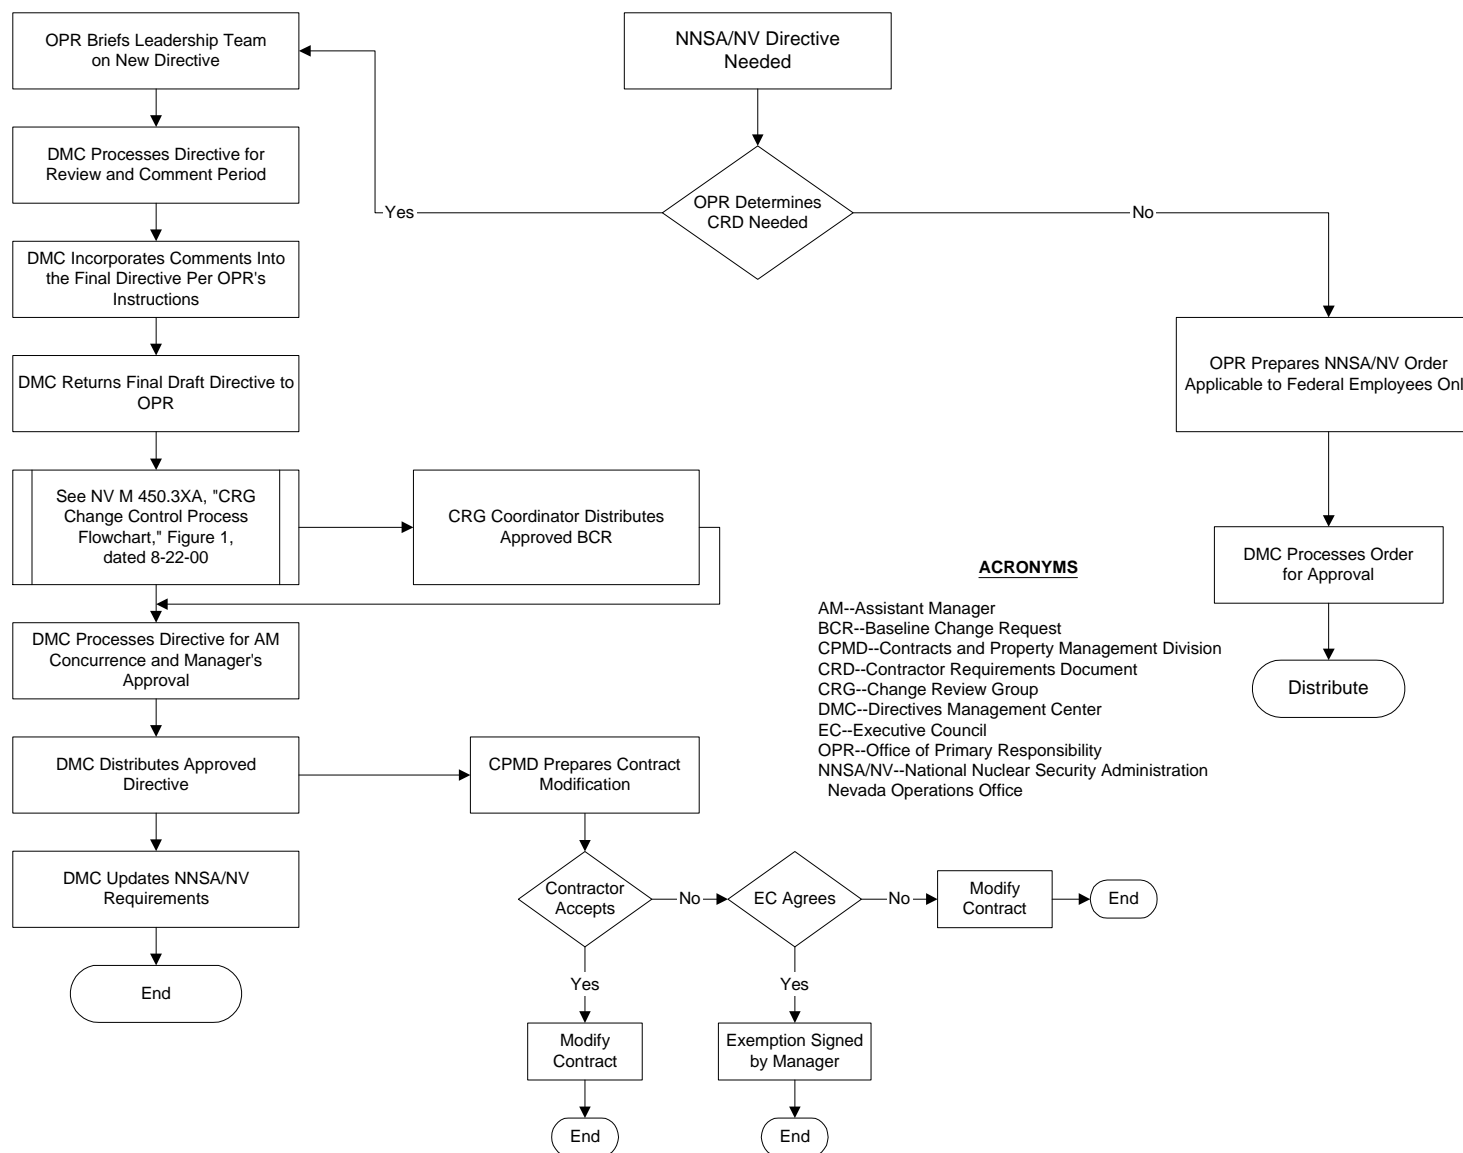 NNSA/NV Directive
Needed
OPR Determines
CRD Needed
Yes
No
OPR Briefs Leadership Team
on New Directive
DMC Processes Directive for
Review and Comment Period
DMC Incorporates Comments Into
the Final Directive Per OPR's
Instructions
DMC Returns Final Draft Directive to
OPR
See NV M 450.3XA, "CRG
Change Control Process
Flowchart," Figure 1,
dated 8-22-00
CRG Coordinator Distributes
Approved BCR
DMC Processes Directive for AM
Concurrence and Manager's
Approval
DMC Distributes Approved
Directive
DMC Updates NNSA/NV
Requirements
End
CPMD Prepares Contract
Modification
Contractor
Accepts
No
EC Agrees
No
Modify
Contract
End
Yes
Modify
Contract
End
Yes
Exemption Signed
by Manager
End
OPR Prepares NNSA/NV Order
Applicable to Federal Employees Onl
DMC Processes Order
for Approval
Distribute
ACRONYMS
AM--Assistant Manager
BCR--Baseline Change Request
CPMD--Contracts and Property Management Division
CRD--Contractor Requirements Document
CRG--Change Review Group
DMC--Directives Management Center
EC--Executive Council
OPR--Office of Primary Responsibility
NNSA/NV--National Nuclear Security Administration
Nevada Operations Office